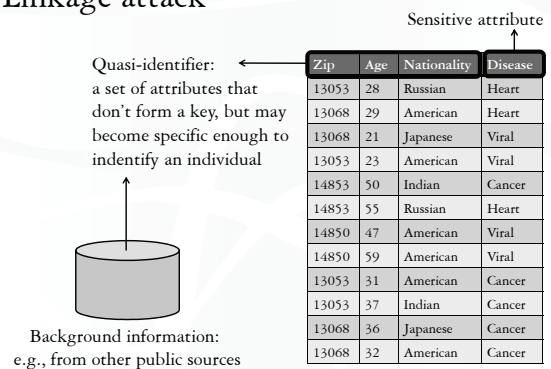 Linkage attack
Sensitive attribute
Quasi-identifier:
a set of attributes that
don't form a key, but may
become specific enough to
indentify an individual
Background information:
e.g., from other public sources
Zip Age Nationality Disease
13053 28 Russian Heart
13068 29 American Heart
13068 21 Japanese Viral
13053 23 American Viral
14853 50 Indian Cancer
14853 55 Russian Heart
14850 47 American Viral
14850 59 American Viral
13053 31 American Cancer
13053 37 Indian Cancer
13068 36 Japanese Cancer
13068 32 American Cancer